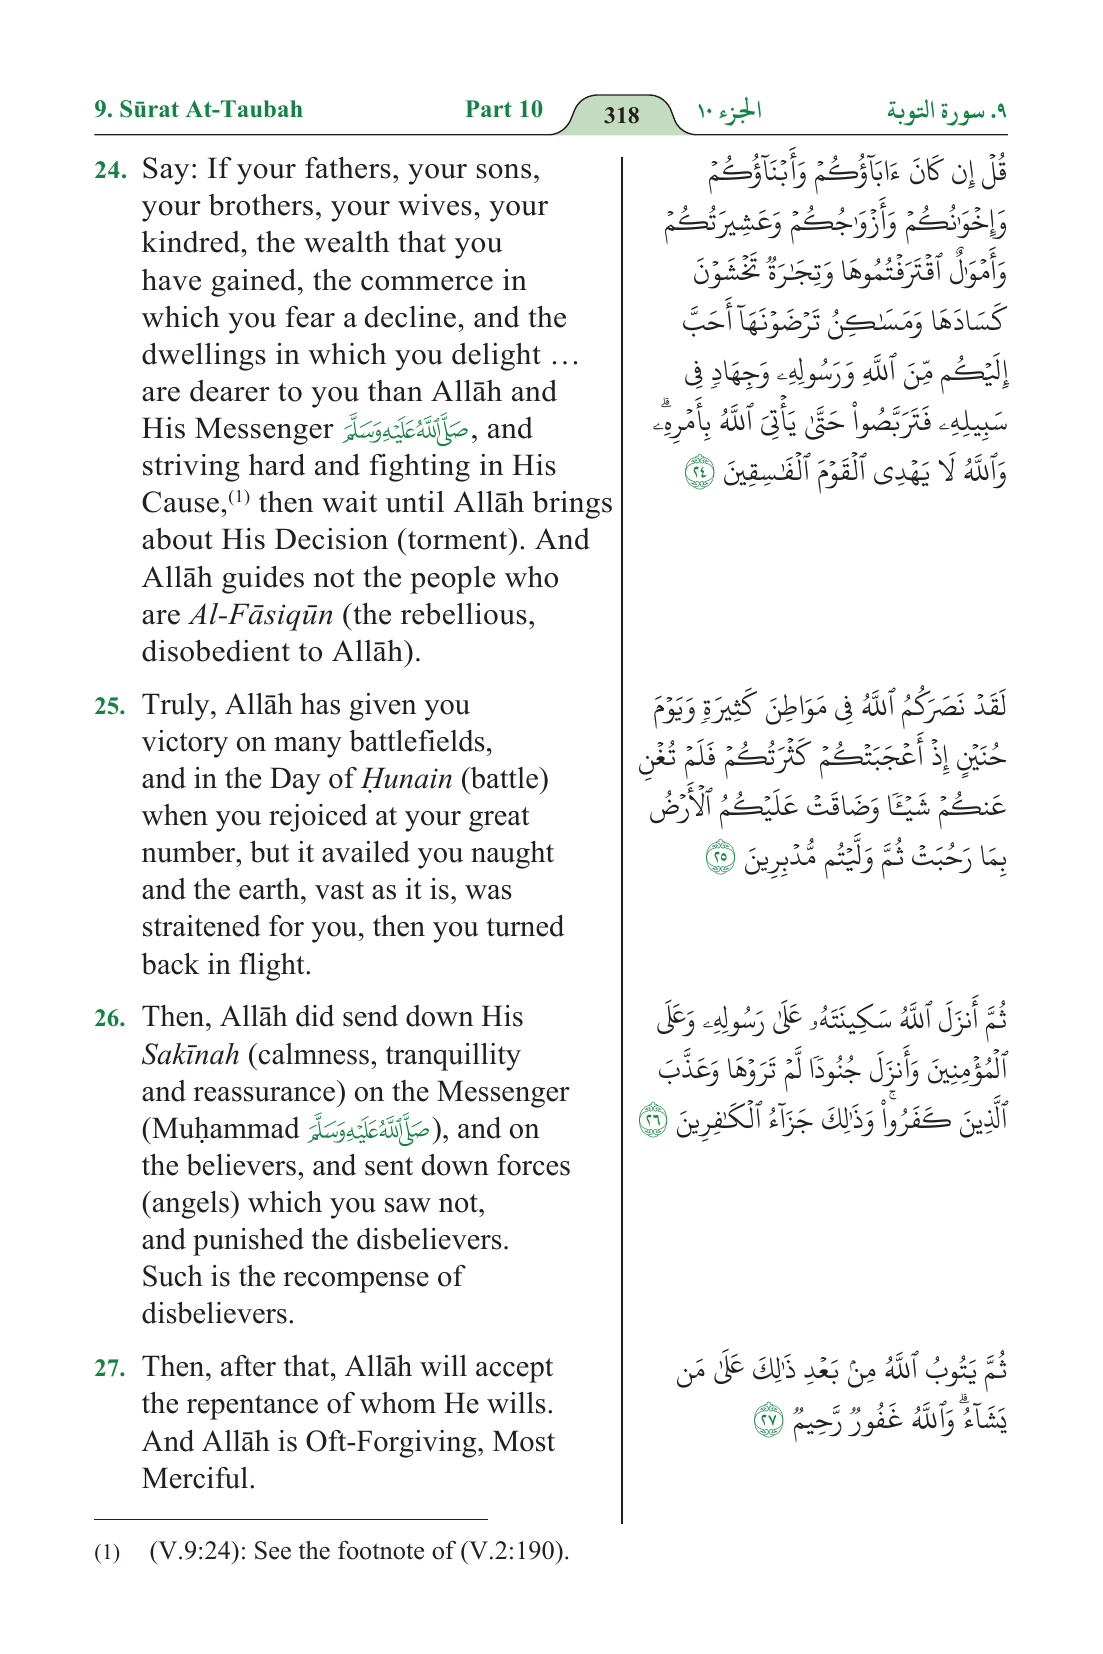 9. Sūrat At-Taubah
Part 10
318
الجزء ١٠
٩. سورة التوبة
24. Say: If your fathers, your sons,
your brothers, your wives, your
kindred, the wealth that you
have gained, the commerce in
which you fear a decline, and the
dwellings in which you delight …
are dearer to you than Allāh and
His Messenger صَلَّى اللَّهُ عَلَيْهِ وَسَلَّمَ, and
striving hard and fighting in His
Cause,(1) then wait until Allāh brings
about His Decision (torment). And
Allāh guides not the people who
are Al-Fāsiqūn (the rebellious,
disobedient to Allāh).
25. Truly, Allāh has given you
victory on many battlefields,
and in the Day of Ḥunain (battle)
when you rejoiced at your great
number, but it availed you naught
and the earth, vast as it is, was
straitened for you, then you turned
back in flight.
26. Then, Allāh did send down His
Sakīnah (calmness, tranquillity
and reassurance) on the Messenger
(Muḥammad صَلَّى اللَّهُ عَلَيْهِ وَسَلَّمَ), and on
the believers, and sent down forces
(angels) which you saw not,
and punished the disbelievers.
Such is the recompense of
disbelievers.
27. Then, after that, Allāh will accept
the repentance of whom He wills.
And Allāh is Oft-Forgiving, Most
Merciful.
قُلْ إِن كَانَ ءَابَآؤُكُمْ وَأَبْنَآؤُكُمْ
وَإِخْوَٰنُكُمْ وَأَزْوَٰجُكُمْ وَعَشِيرَتُكُمْ
وَأَمْوَٰلٌ ٱقْتَرَفْتُمُوهَا وَتِجَٰرَةٌ تَخْشَوْنَ
كَسَادَهَا وَمَسَٰكِنُ تَرْضَوْنَهَآ أَحَبَّ
إِلَيْكُم مِّنَ ٱللَّهِ وَرَسُولِهِۦ وَجِهَادٍ فِى
سَبِيلِهِۦ فَتَرَبَّصُوا۟ حَتَّىٰ يَأْتِىَ ٱللَّهُ بِأَمْرِهِۦ ۗ
وَٱللَّهُ لَا يَهْدِى ٱلْقَوْمَ ٱلْفَٰسِقِينَ ٢٤
لَقَدْ نَصَرَكُمُ ٱللَّهُ فِى مَوَاطِنَ كَثِيرَةٍ وَيَوْمَ
حُنَيْنٍ إِذْ أَعْجَبَتْكُمْ كَثْرَتُكُمْ فَلَمْ تُغْنِ
عَنكُمْ شَيْـًٔا وَضَاقَتْ عَلَيْكُمُ ٱلْأَرْضُ
بِمَا رَحُبَتْ ثُمَّ وَلَّيْتُم مُّدْبِرِينَ ٢٥
ثُمَّ أَنزَلَ ٱللَّهُ سَكِينَتَهُۥ عَلَىٰ رَسُولِهِۦ وَعَلَى
ٱلْمُؤْمِنِينَ وَأَنزَلَ جُنُودًا لَّمْ تَرَوْهَا وَعَذَّبَ
ٱلَّذِينَ كَفَرُوا۟ ۚ وَذَٰلِكَ جَزَآءُ ٱلْكَٰفِرِينَ ٢٦
ثُمَّ يَتُوبُ ٱللَّهُ مِنۢ بَعْدِ ذَٰلِكَ عَلَىٰ مَن
يَشَآءُ ۗ وَٱللَّهُ غَفُورٌ رَّحِيمٌ ٢٧
(1) (V.9:24): See the footnote of (V.2:190).